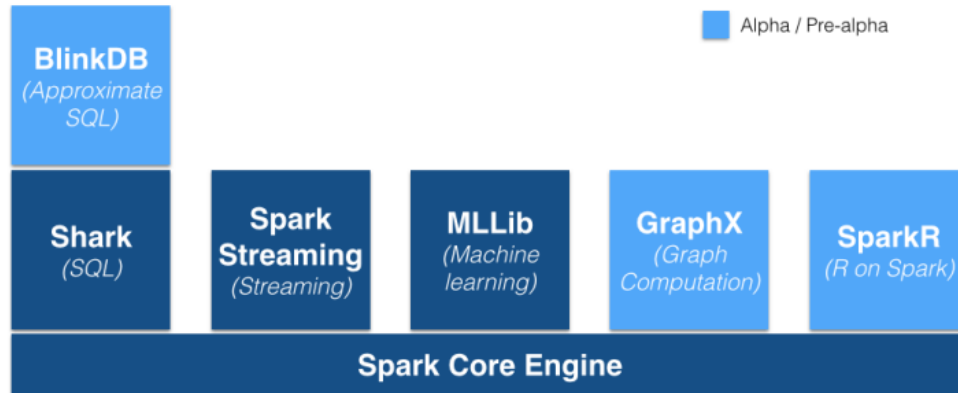 Alpha / Pre-alpha
BlinkDB
(Approximate
SQL)
Shark
(SQL)
Spark
Streaming
(Streaming)
MLLib
(Machine
learning)
GraphX
(Graph
Computation)
SparkR
(R on Spark)
Spark Core Engine